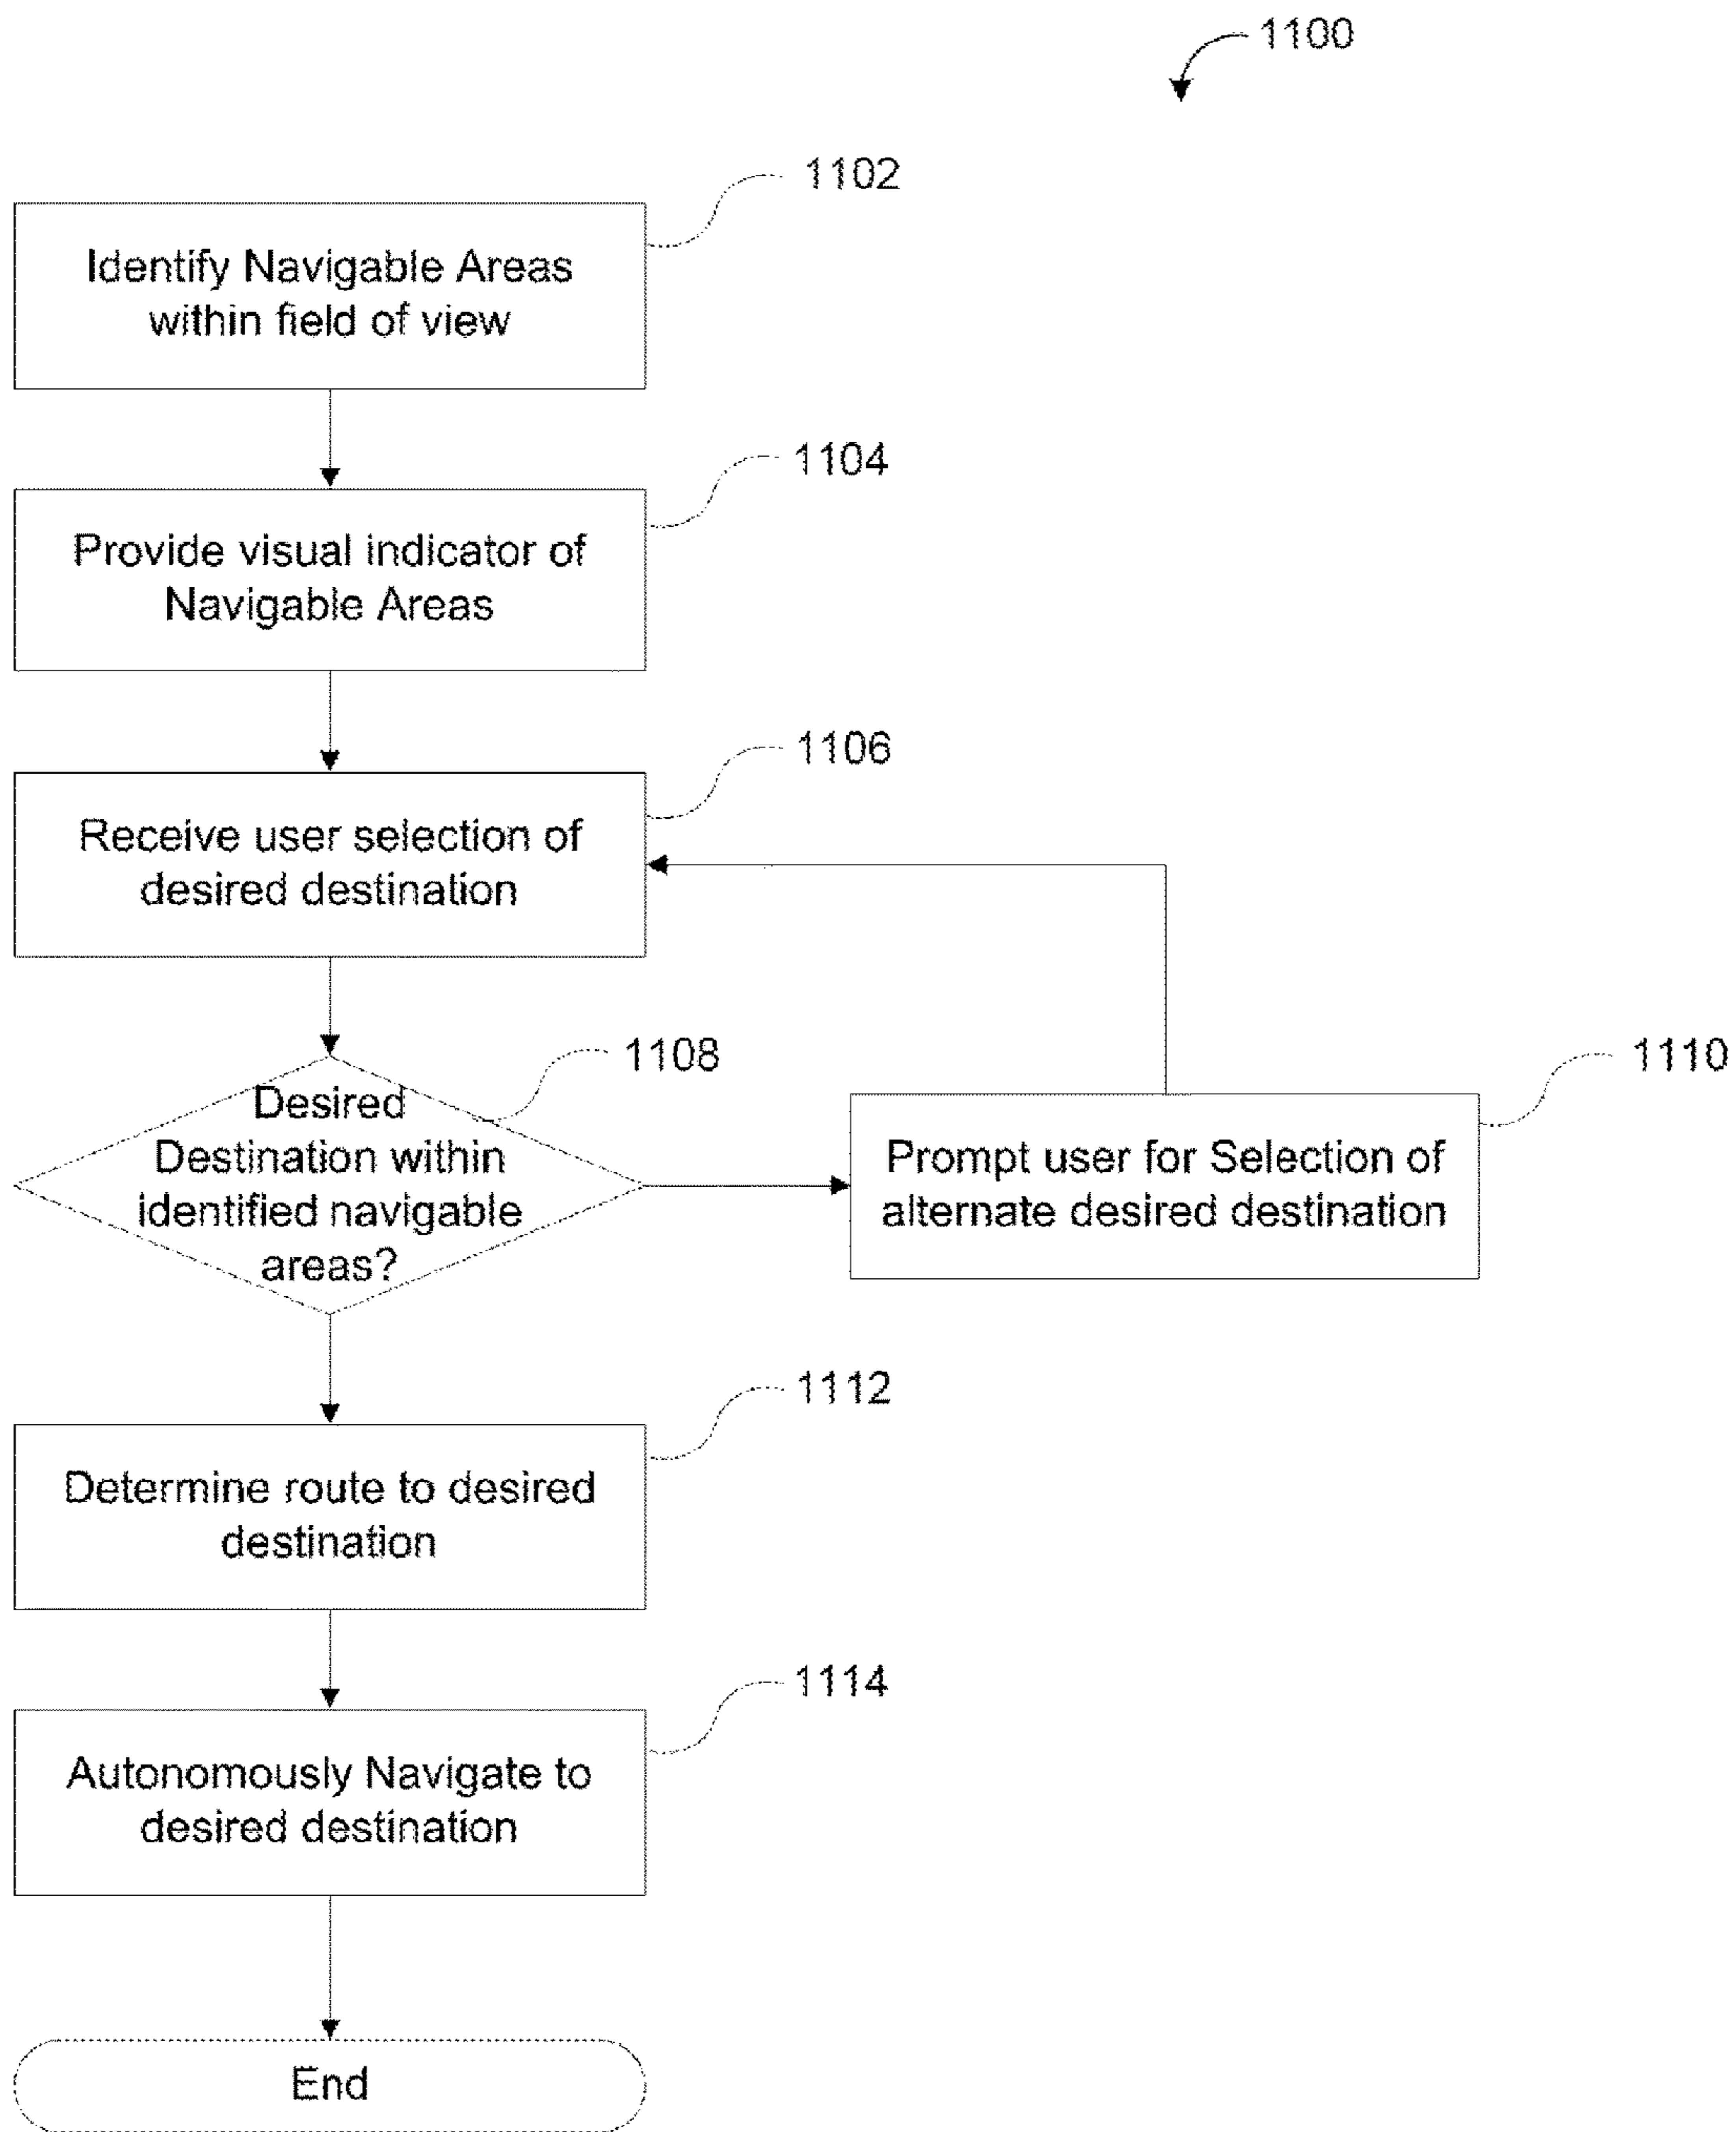 1100
1102
Identify Navigable Areas
within field of view
1104
Provide visual indicator of
Navigable Areas
1106
Receive user selection of
desired destination
1108
Desired
Destination within
identified navigable
areas?
1110
Prompt user for Selection of
alternate desired destination
1112
Determine route to desired
destination
1114
Autonomously Navigate to
desired destination
End